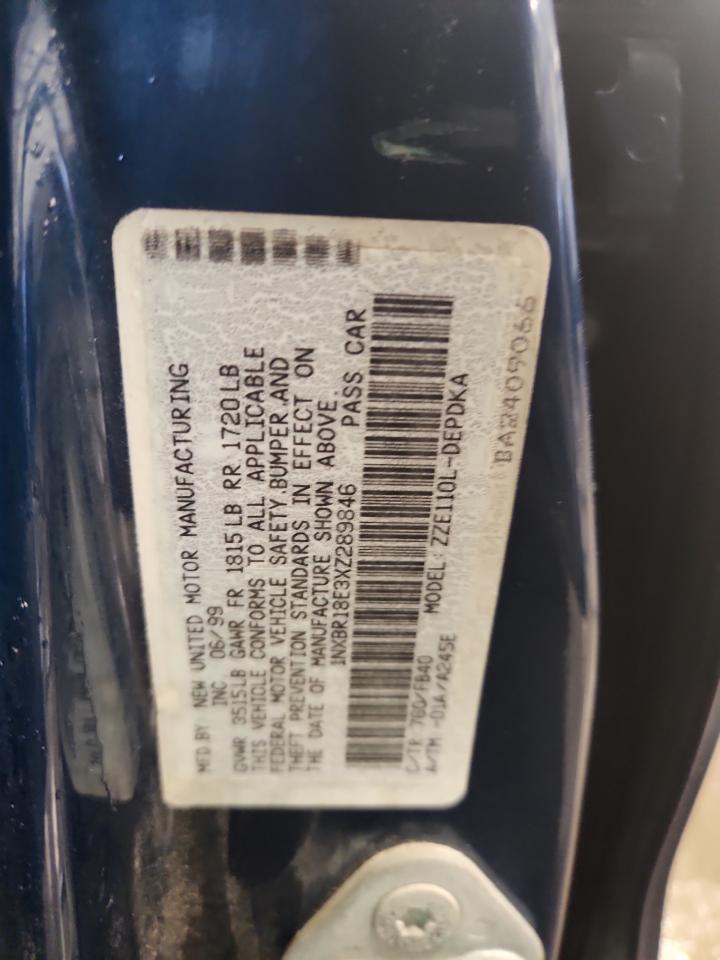 MFD.BY: NEW UNITED MOTOR MANUFACTURING
INC 06/99
GVWR 3515LB GAWR FR 1815LB RR 1720LB
THIS VEHICLE CONFORMS TO ALL APPLICABLE
FEDERAL MOTOR VEHICLE SAFETY,BUMPER,AND
THEFT PREVENTION STANDARDS IN EFFECT ON
THE DATE OF MANUFACTURE SHOWN ABOVE.
1NXBR18E3XZ289846 PASS CAR
C/TR: /FB40 MODEL: ZZE110L-DEPDKA
A/TM:-01A/A245E
BA2409066